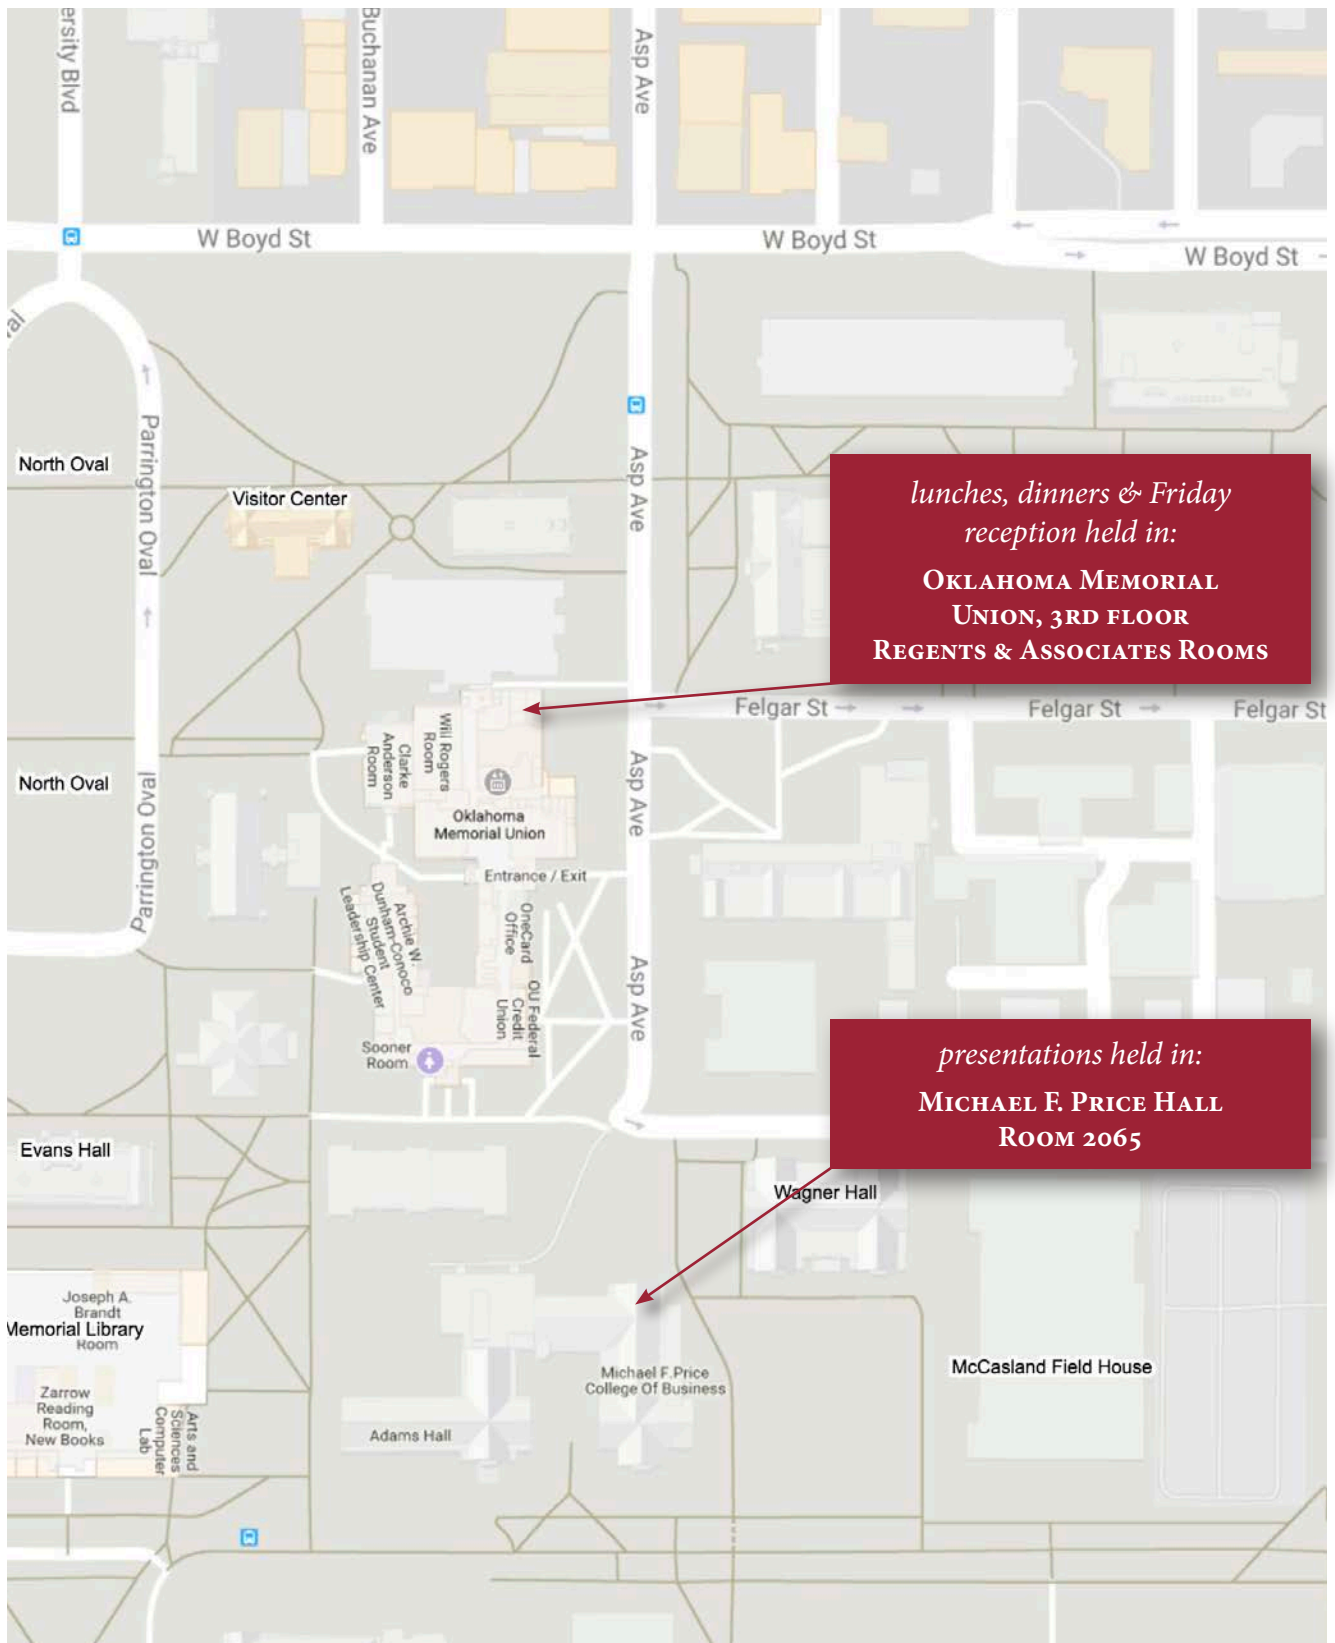 ersity Blvd
Buchanan Ave
Asp Ave
W Boyd St
W Boyd St
W Boyd St
val
Parrington Oval
North Oval
Visitor Center
Asp Ave
lunches, dinners & Friday
reception held in:
Oklahoma Memorial
Union, 3rd floor
Regents & Associates Rooms
Felgar St
Felgar St
Felgar St
Will Rogers
Room
Clarke
Anderson
Room
Asp Ave
North Oval
Parrington Oval
Oklahoma
Memorial Union
Entrance / Exit
Archie W.
Dunham-Conoco
Student
Leadership Center
OneCard
Office
Asp Ave
OU Federal
Credit
Union
Sooner
Room
presentations held in:
Michael F. Price Hall
Room 2065
Evans Hall
Wagner Hall
Joseph A.
Brandt
Memorial Library
Room
Michael F.Price
College Of Business
McCasland Field House
Zarrow
Reading
Room,
New Books
Arts and
Sciences
Computer
Lab
Adams Hall